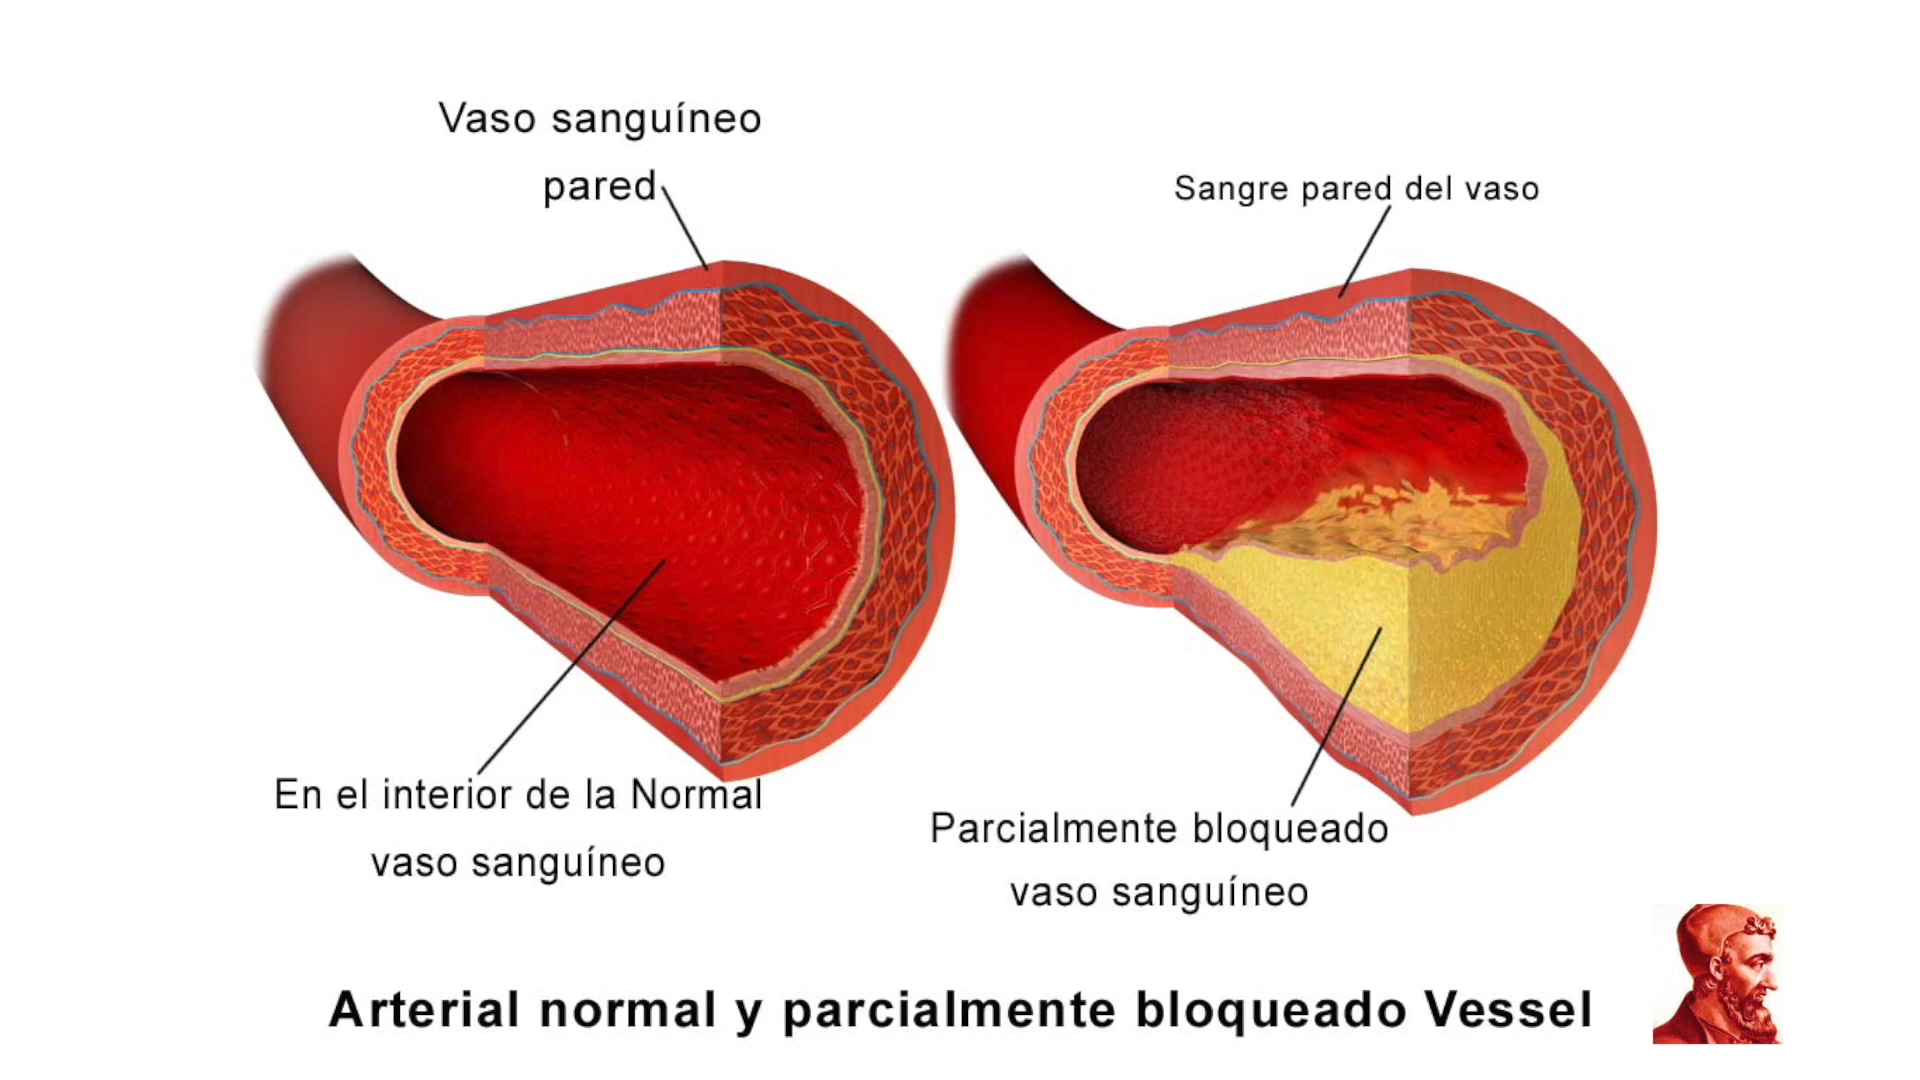 Vaso sanguíneo
pared
Sangre pared del vaso
En el interior de la Normal
vaso sanguíneo
Parcialmente bloqueado
vaso sanguíneo
Arterial normal y parcialmente bloqueado Vessel